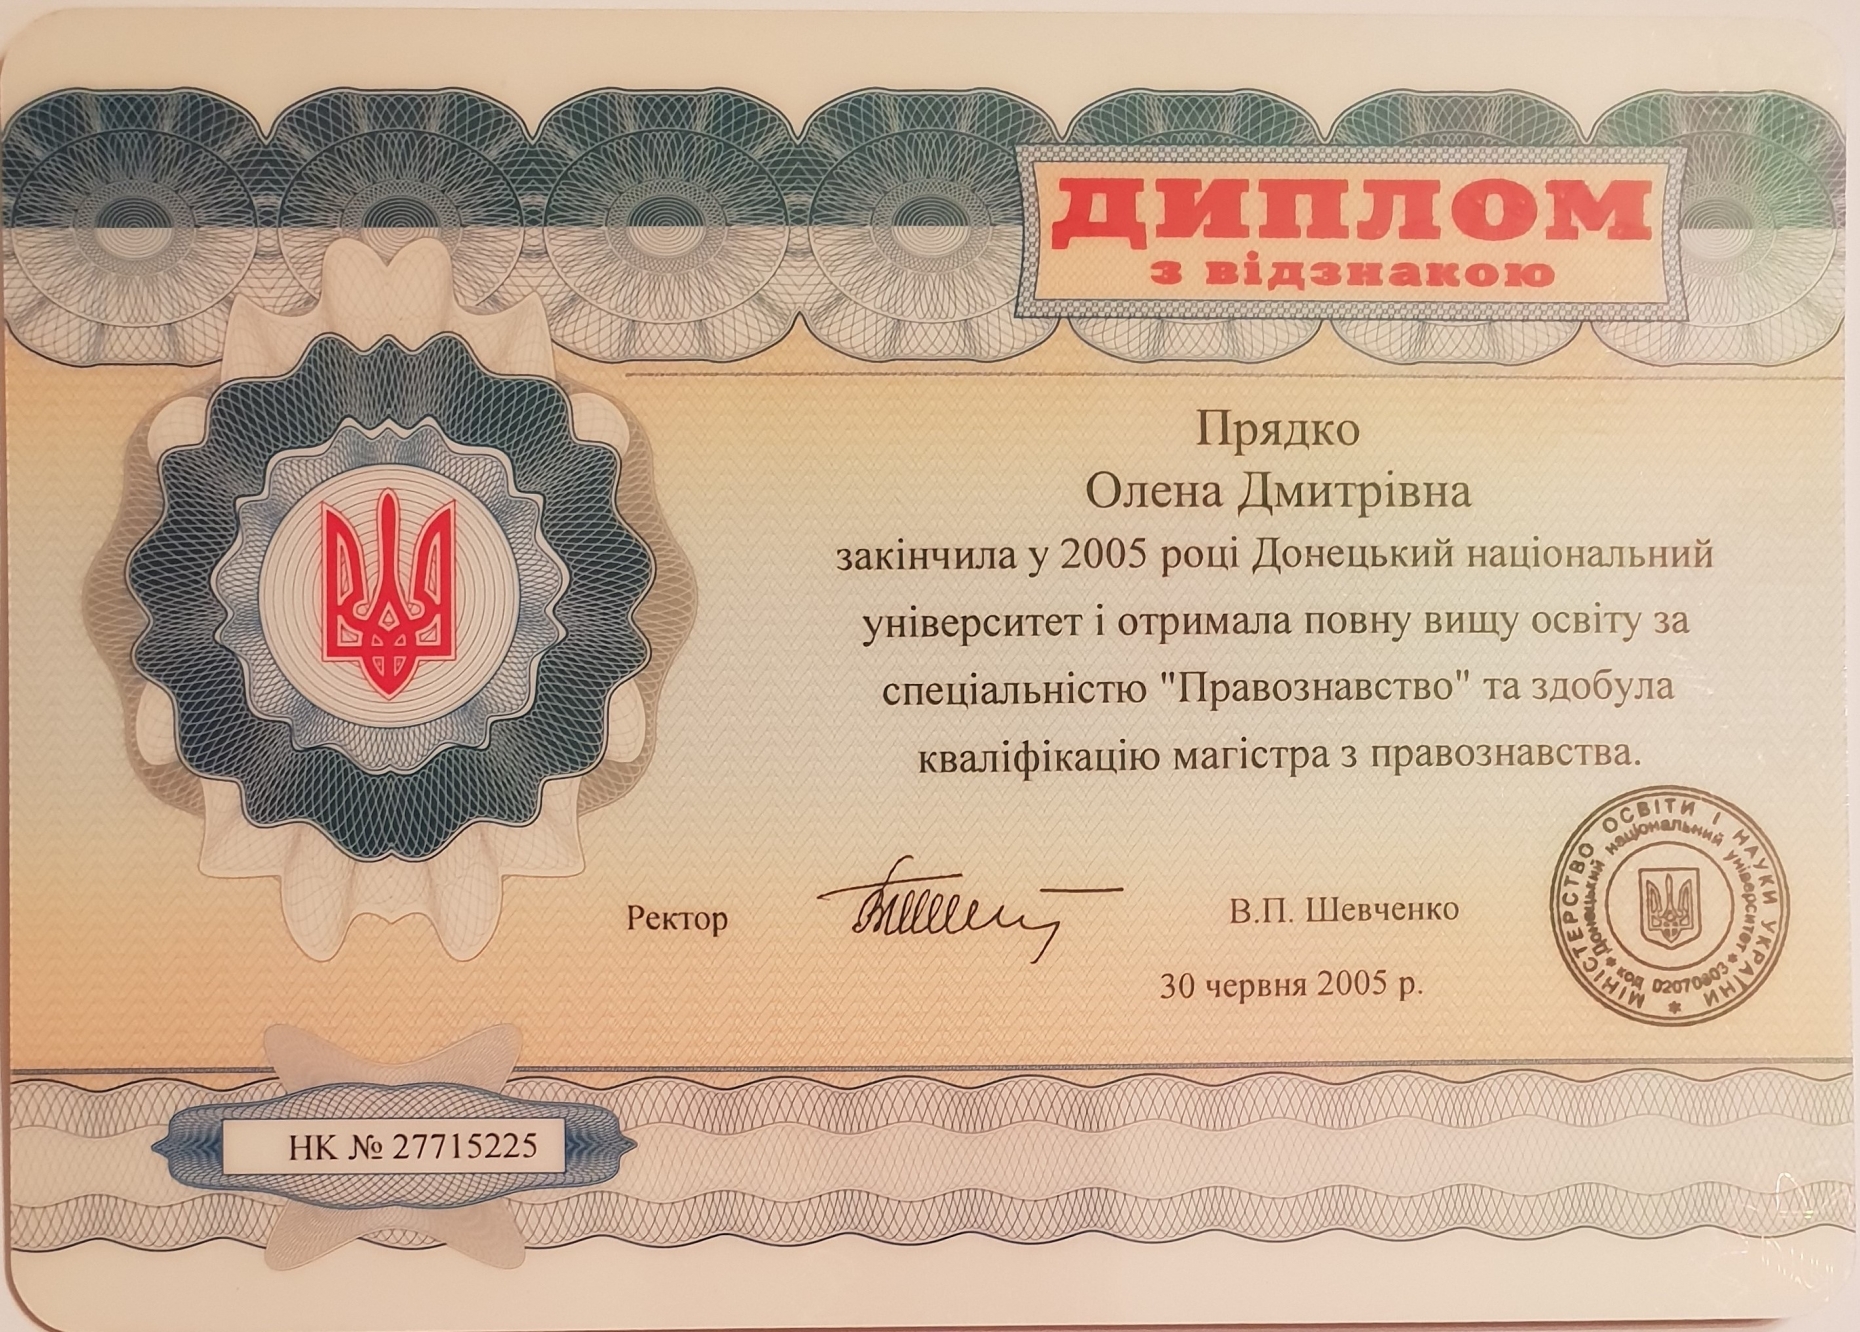 ДИПЛОМ
з відзнакою
Прядко
Олена Дмитрівна
закінчила у 2005 році Донецький національний
університет і отримала повну вищу освіту за
спеціальністю "Правознавство" та здобула
кваліфікацію магістра з правознавства.
Ректор В.П. Шевченко
30 червня 2005 р.
МІНІСТЕРСТВО ОСВІТИ І НАУКИ УКРАЇНИ
Донецький національний університет
код 02070803
НК № 27715225